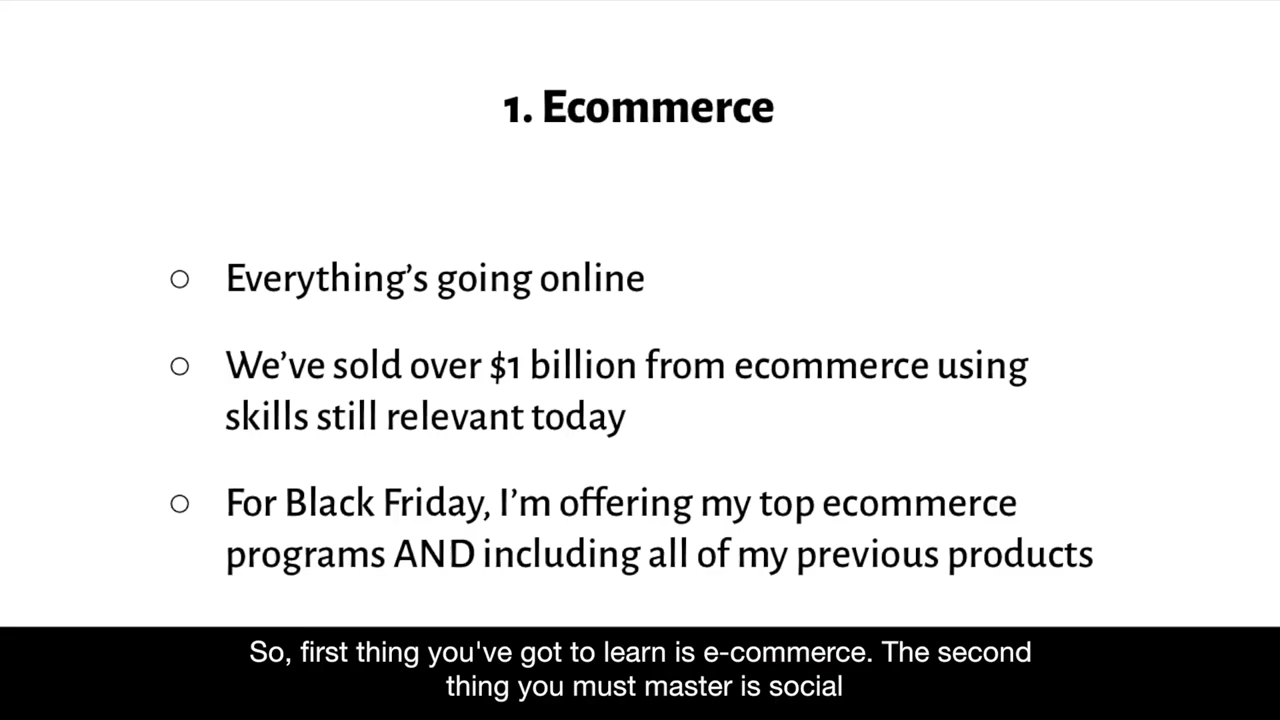 1. Ecommerce
○ Everything’s going online
○ We’ve sold over $1 billion from ecommerce using
skills still relevant today
○ For Black Friday, I’m offering my top ecommerce
programs AND including all of my previous products
So, first thing you've got to learn is e-commerce. The second
thing you must master is social